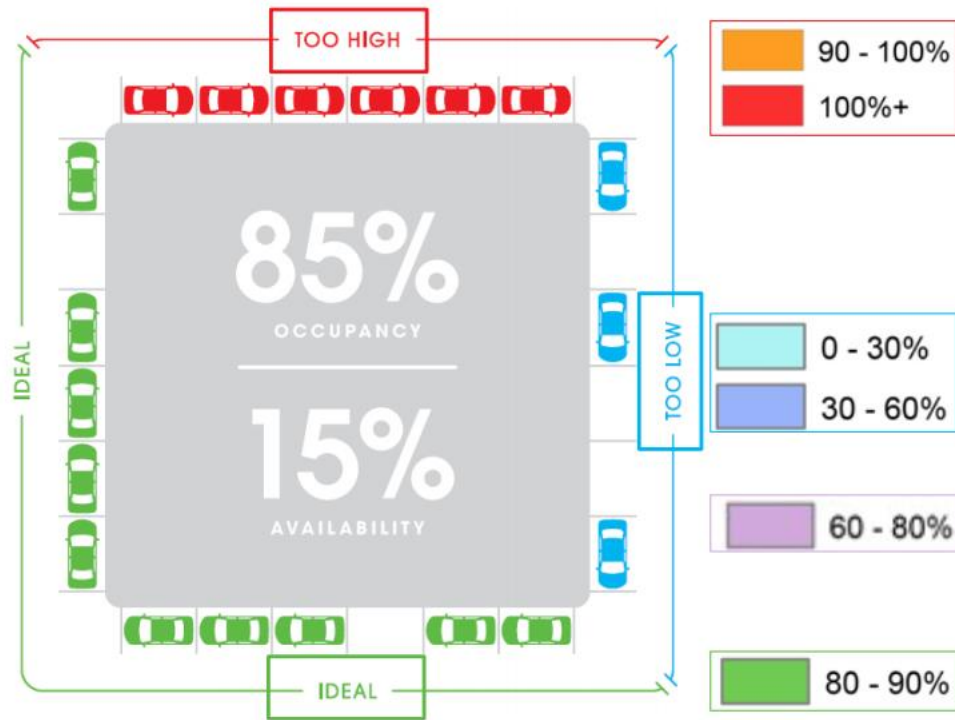 TOO HIGH
90 - 100%
100%+
85%
OCCUPANCY
15%
AVAILABILITY
IDEAL
TOO LOW
0 - 30%
30 - 60%
60 - 80%
80 - 90%
IDEAL